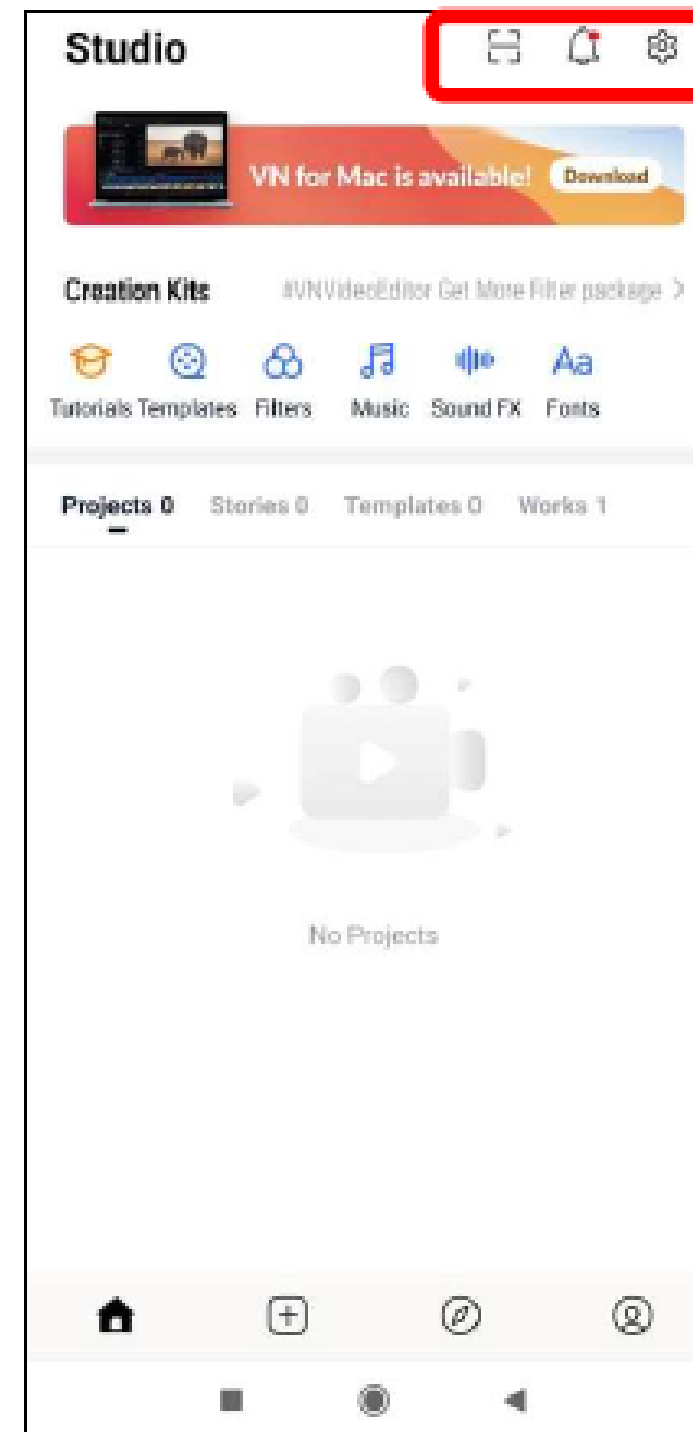 Studio
VN for Mac is available! Download
Creation Kits #VNVideoEditor Get More Filter package >
Tutorials Templates Filters Music Sound FX Fonts
Projects 0 Stories 0 Templates 0 Works 1
No Projects